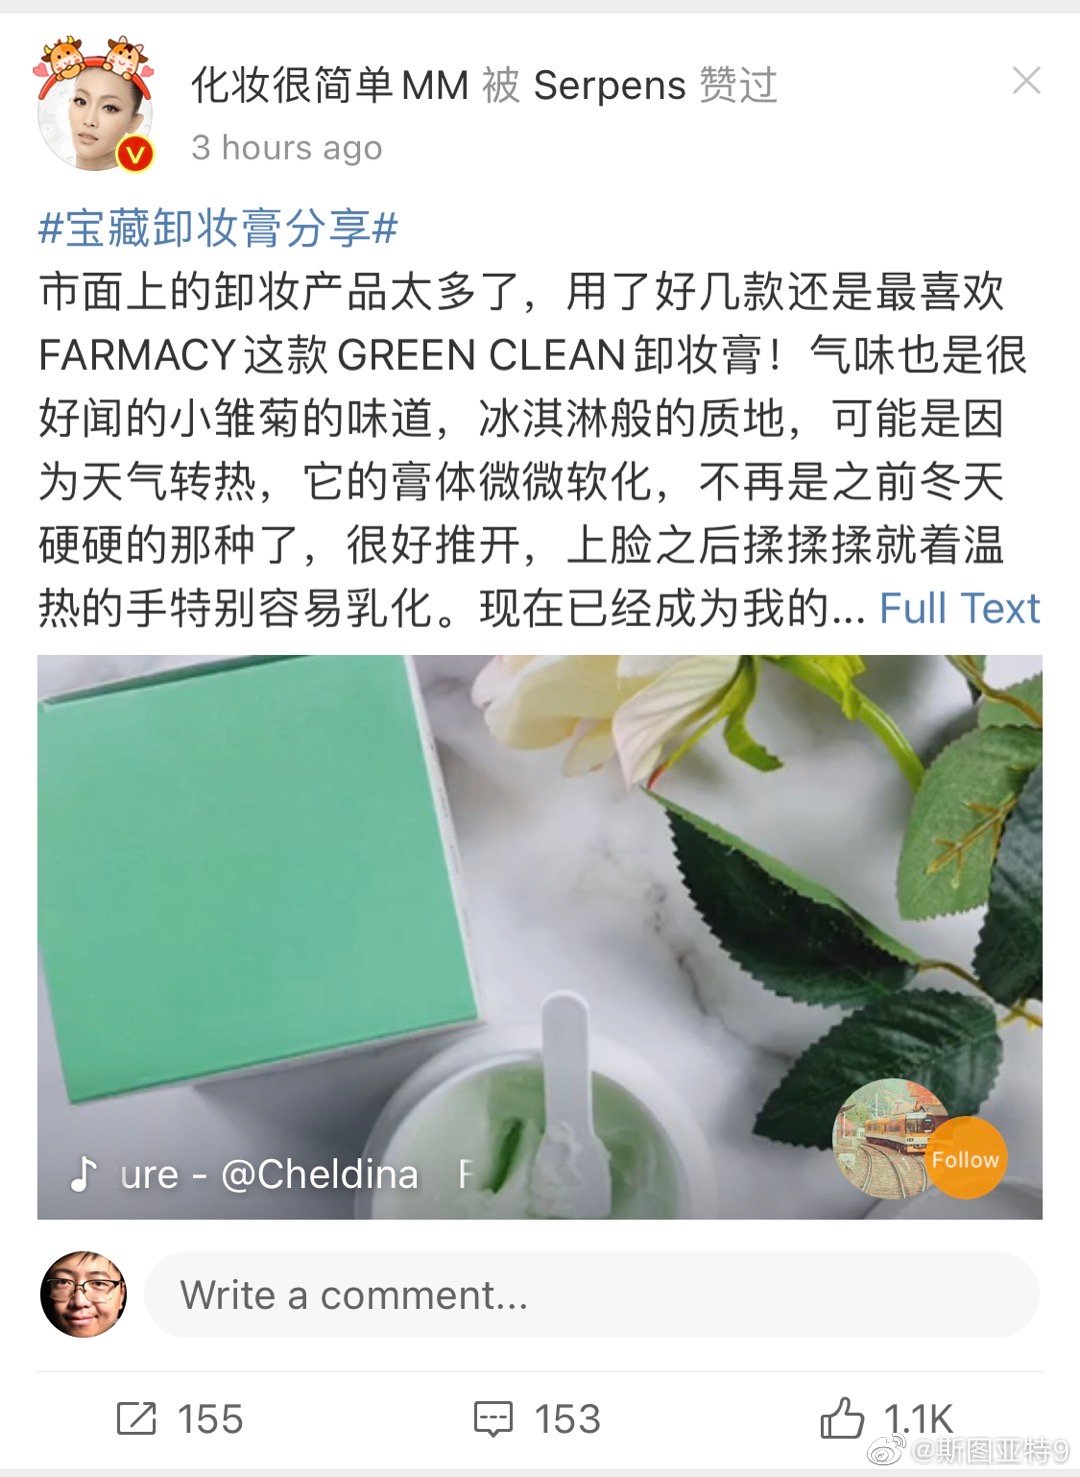 化妆很简单MM 被 Serpens 赞过
3 hours ago
#宝藏卸妆膏分享#
市面上的卸妆产品太多了，用了好几款还是最喜欢
FARMACY这款GREEN CLEAN卸妆膏！气味也是很
好闻的小雏菊的味道，冰淇淋般的质地，可能是因
为天气转热，它的膏体微微软化，不再是之前冬天
硬硬的那种了，很好推开，上脸之后揉揉揉就着温
热的手特别容易乳化。现在已经成为我的... Full Text
ure - @Cheldina F
Follow
Write a comment...
155 153 1.1K
@斯图亚特9